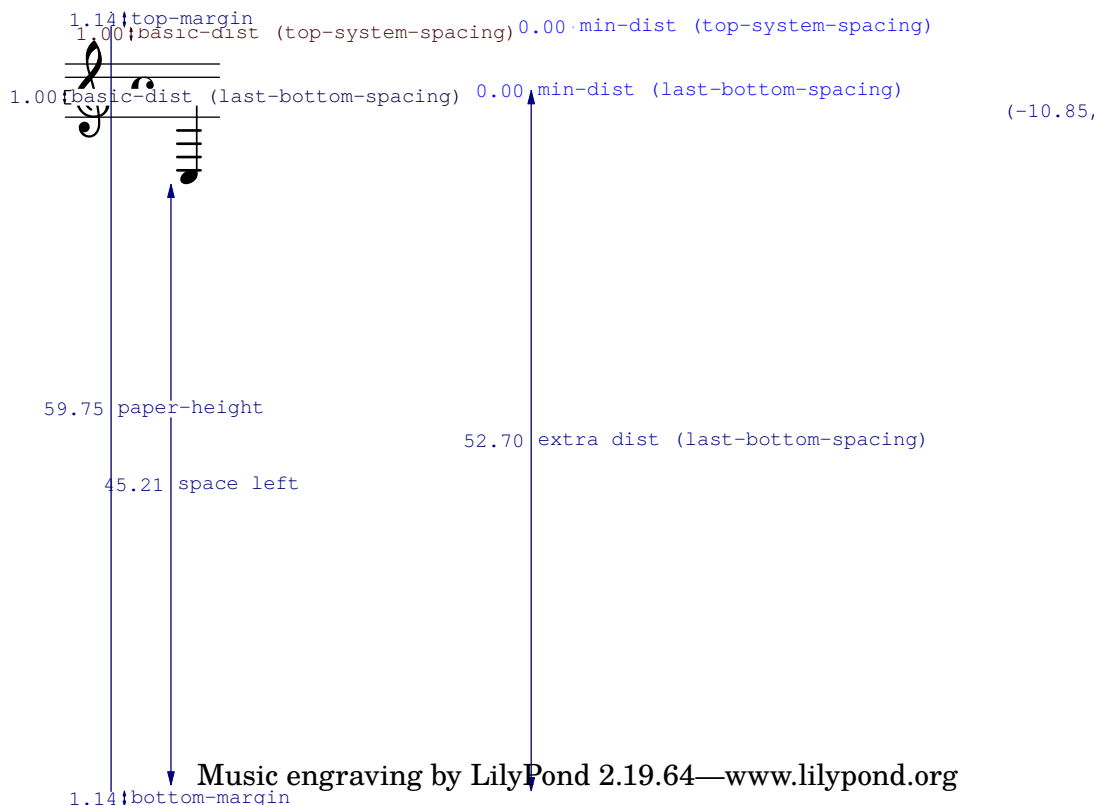 1.14 top-margin
1.00 basic-dist (top-system-spacing) 0.00 min-dist (top-system-spacing)
1.00 basic-dist (last-bottom-spacing) 0.00 min-dist (last-bottom-spacing)
(-10.85,
59.75 paper-height
52.70 extra dist (last-bottom-spacing)
45.21 space left
Music engraving by LilyPond 2.19.64—www.lilypond.org
1.14 bottom-margin